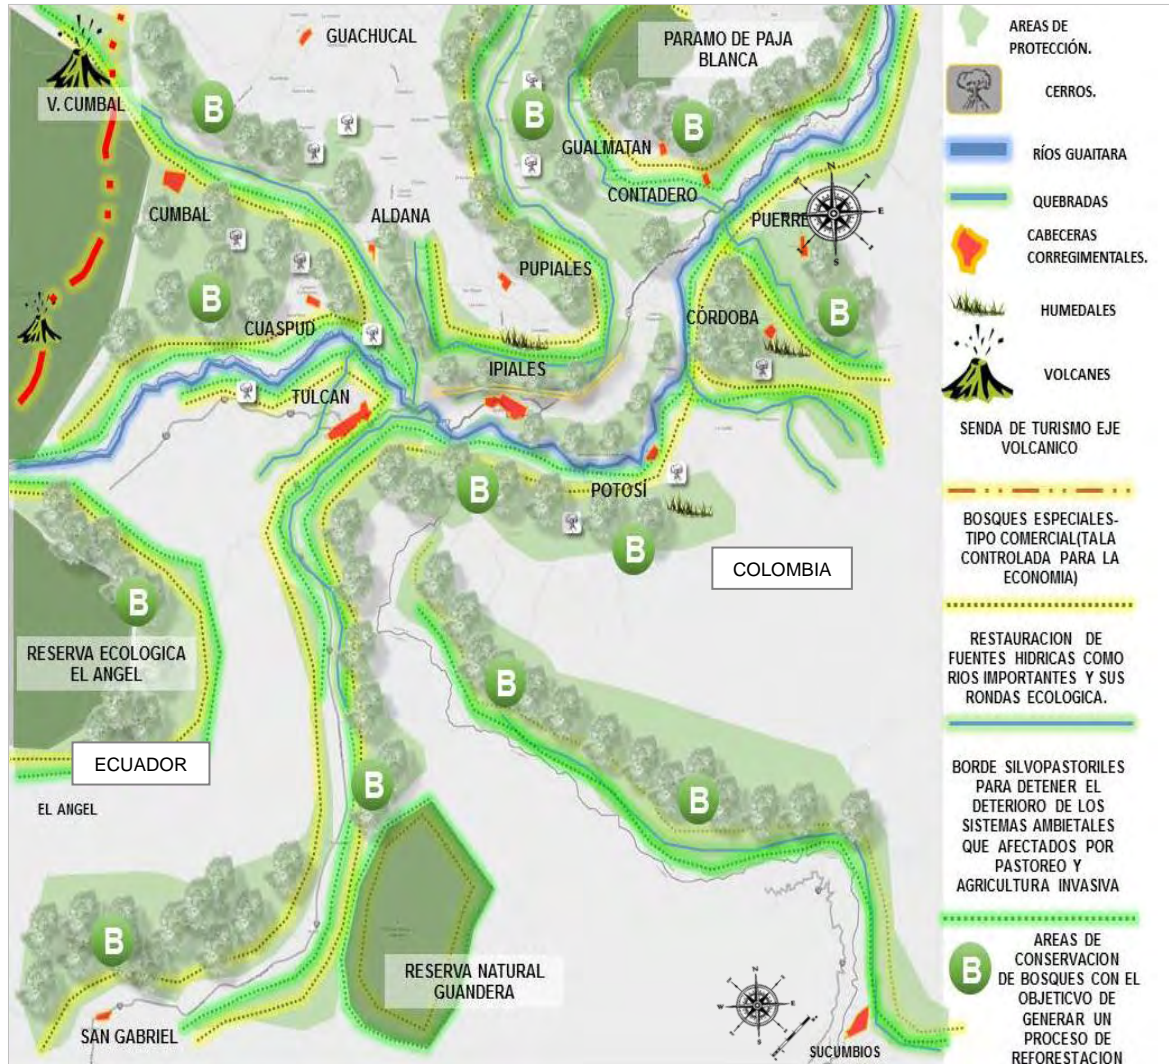 GUACHUCAL
PARAMO DE PAJA
BLANCA
V. CUMBAL
B
B
B
GUALMATAN
CONTADERO
CUMBAL
ALDANA
PUERRE
N
E
S
PUPIALES
B
B
CUASPUD
CÓRDOBA
IPIALES
TULCAN
B
POTOSÍ
B
COLOMBIA
B
RESERVA ECOLOGICA
EL ANGEL
B
ECUADOR
EL ANGEL
B
B
B
RESERVA NATURAL
GUANDERA
N
W
E
S
SAN GABRIEL
SUCUMBIOS
AREAS DE
PROTECCIÓN.
CERROS.
RÍOS GUAITARA
QUEBRADAS
CABECERAS
CORREGIMENTALES.
HUMEDALES
VOLCANES
SENDA DE TURISMO EJE
VOLCANICO
BOSQUES ESPECIALES-
TIPO COMERCIAL(TALA
CONTROLADA PARA LA
ECONOMIA)
RESTAURACION DE
FUENTES HIDRICAS COMO
RIOS IMPORTANTES Y SUS
RONDAS ECOLOGICA.
BORDE SILVOPASTORILES
PARA DETENER EL
DETERIORO DE LOS
SISTEMAS AMBIETALES
QUE AFECTADOS POR
PASTOREO Y
AGRICULTURA INVASIVA
B
AREAS DE
CONSERVACION
DE BOSQUES CON EL
OBJETICVO DE
GENERAR UN
PROCESO DE
REFORESTACION